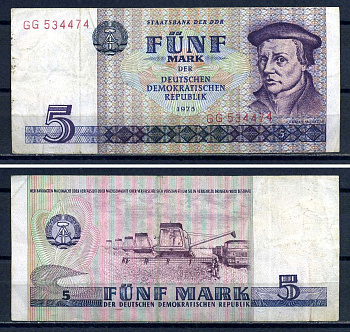 GG 534474
STAATSBANK DER DDR
FÜNF
MARK
DER
DEUTSCHEN
DEMOKRATISCHEN
REPUBLIK
1975
GG 534474
5
5
5
FÜNF MARK
DER DEUTSCHEN DEMOKRATISCHEN REPUBLIK
5